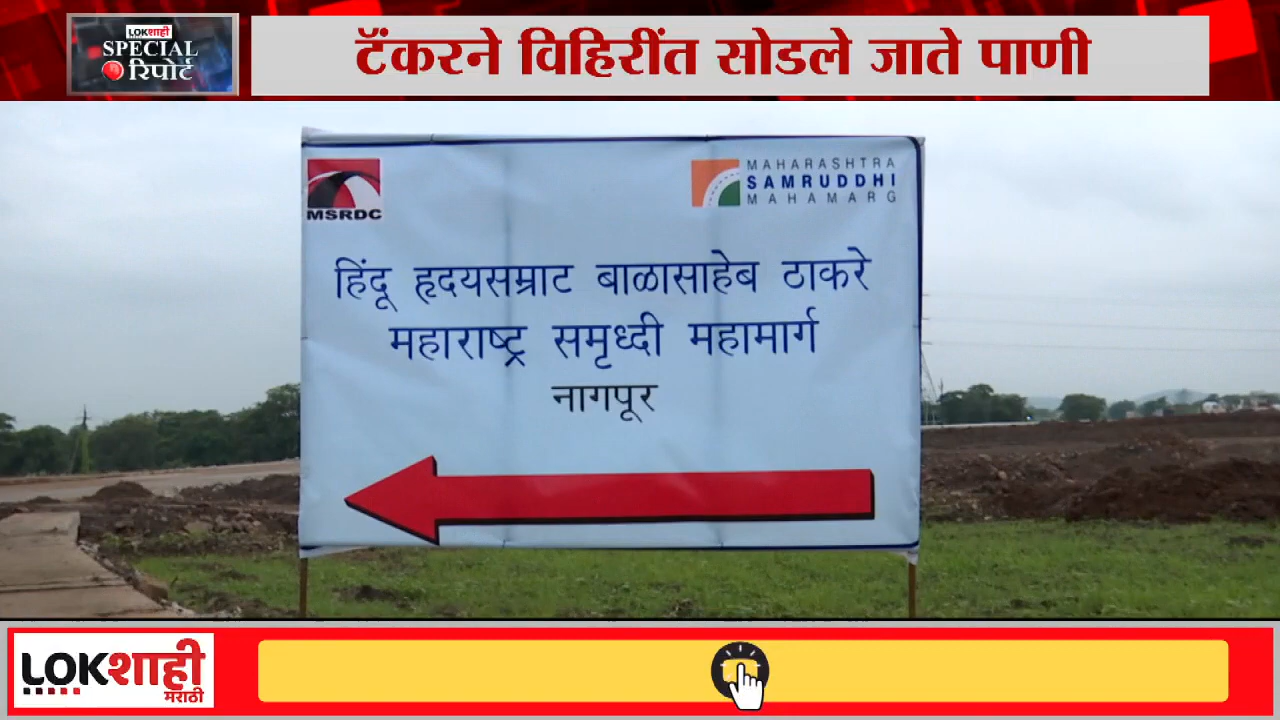 LOKशाही
SPECIAL
रिपोर्ट
टॅंकरने विहिरींत सोडले जाते पाणी
MSRDC
MAHARASHTRA
SAMRUDDHI
MAHAMARG
हिंदू हृदयसम्राट बाळासाहेब ठाकरे
महाराष्ट्र समृध्दी महामार्ग
नागपूर
LOKशाही
मराठी